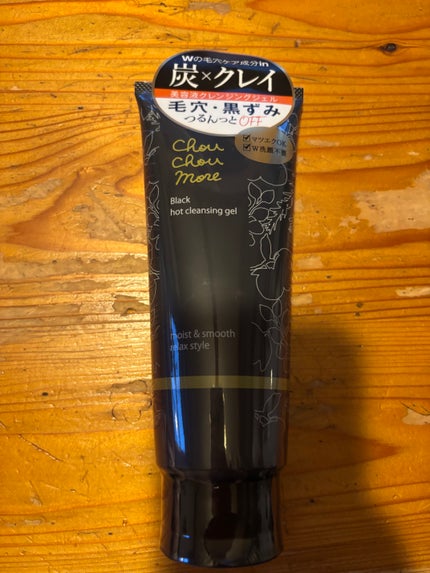 Wの毛穴ケア成分in
炭×クレイ
美容液クレンジングジェル
毛穴・黒ずみ
つるんっとOFF
☑マツエクOK
☑W洗顔不要
Chou
Chou
more
Black
hot cleansing gel
moist & smooth
relax style